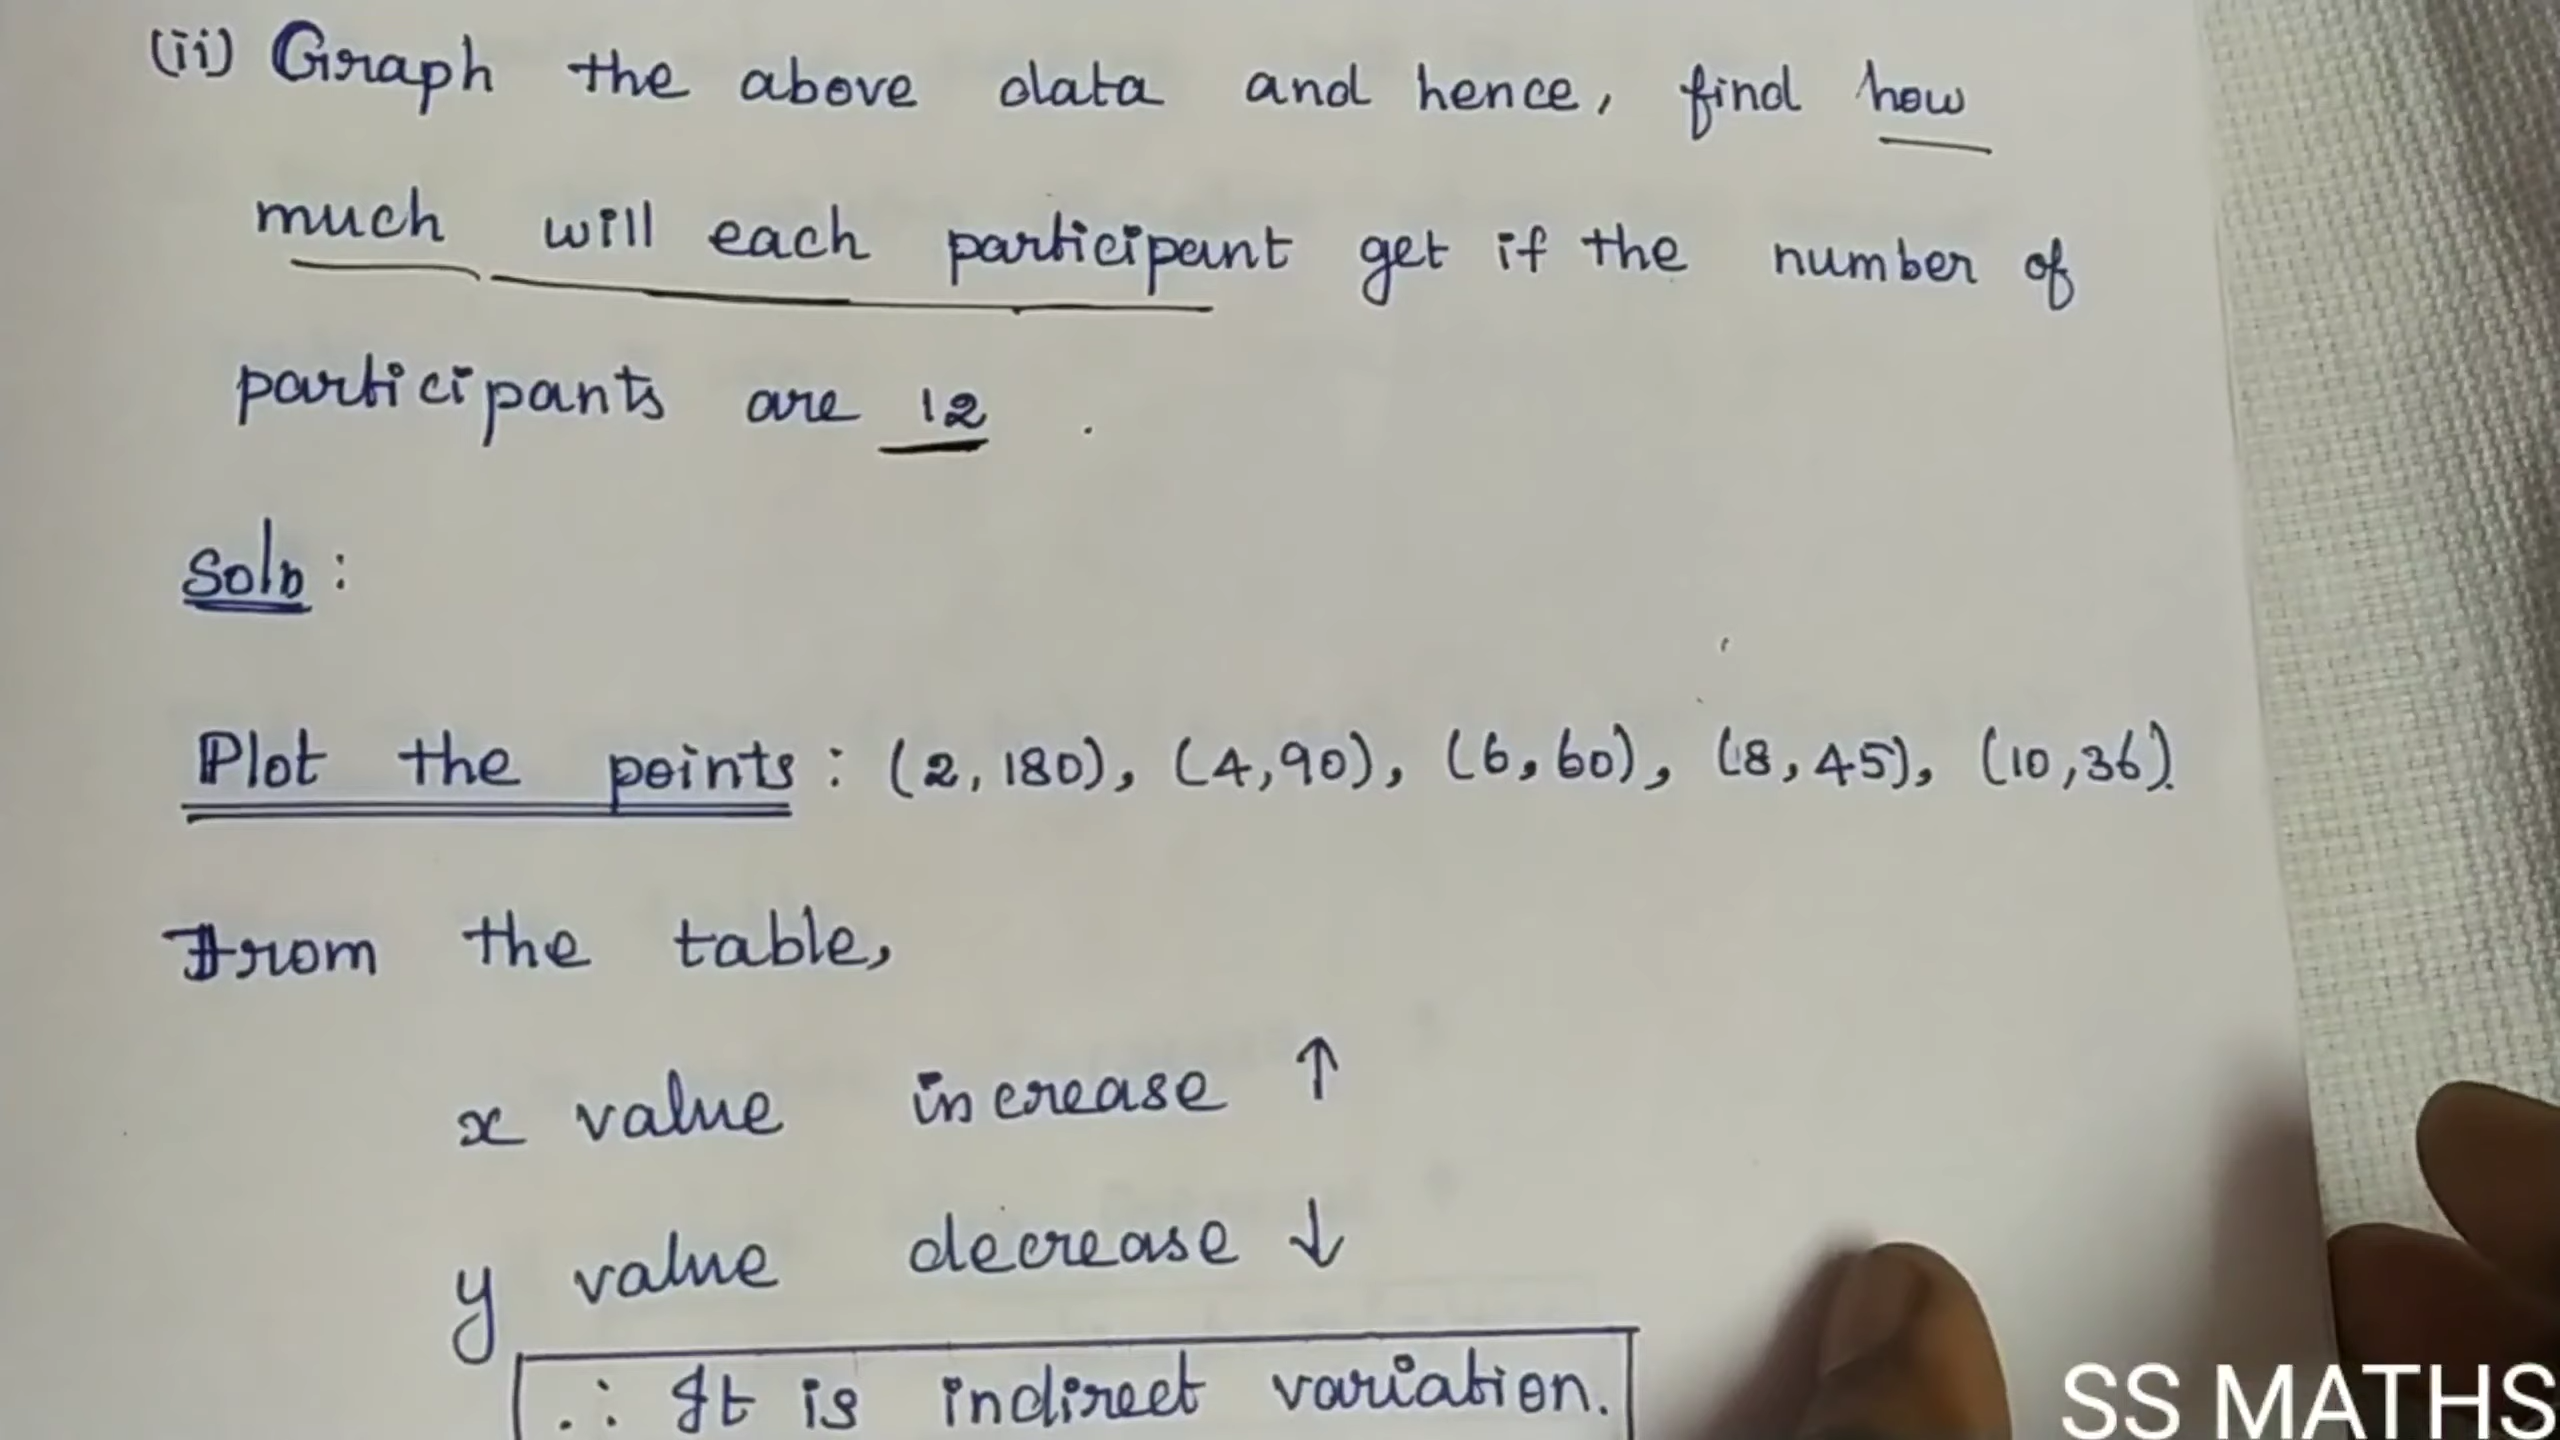 (ii) Graph the above data and hence, find how
much will each participant get if the number of
participants are 12 .
Soln :
Plot the points : (2, 180), (4, 90), (6, 60), (8, 45), (10, 36).
From the table,
x value increase ↑
y value decrease ↓
∴ It is indirect variation.
SS MATHS